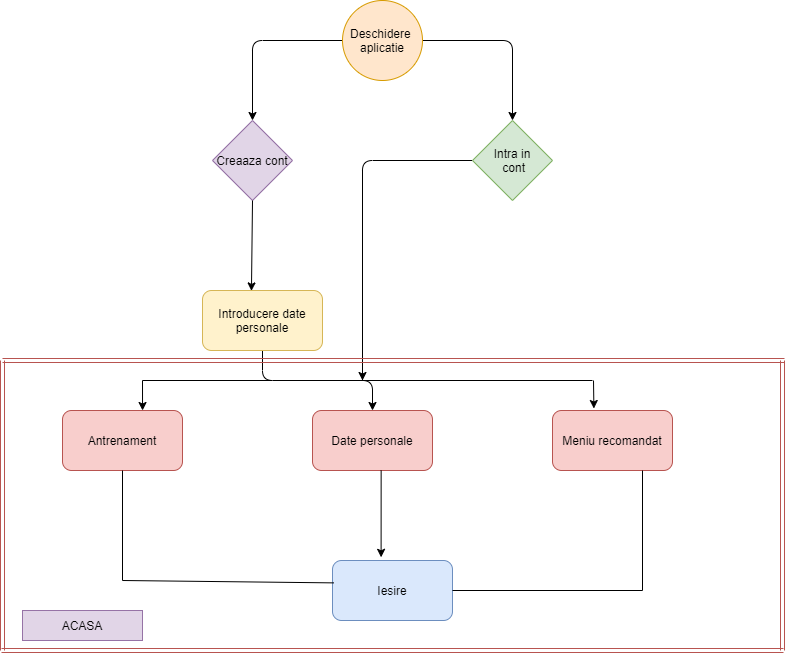 Deschidere
aplicatie
Creaaza cont
Intra in
cont
Introducere date
personale
Antrenament
Date personale
Meniu recomandat
Iesire
ACASA